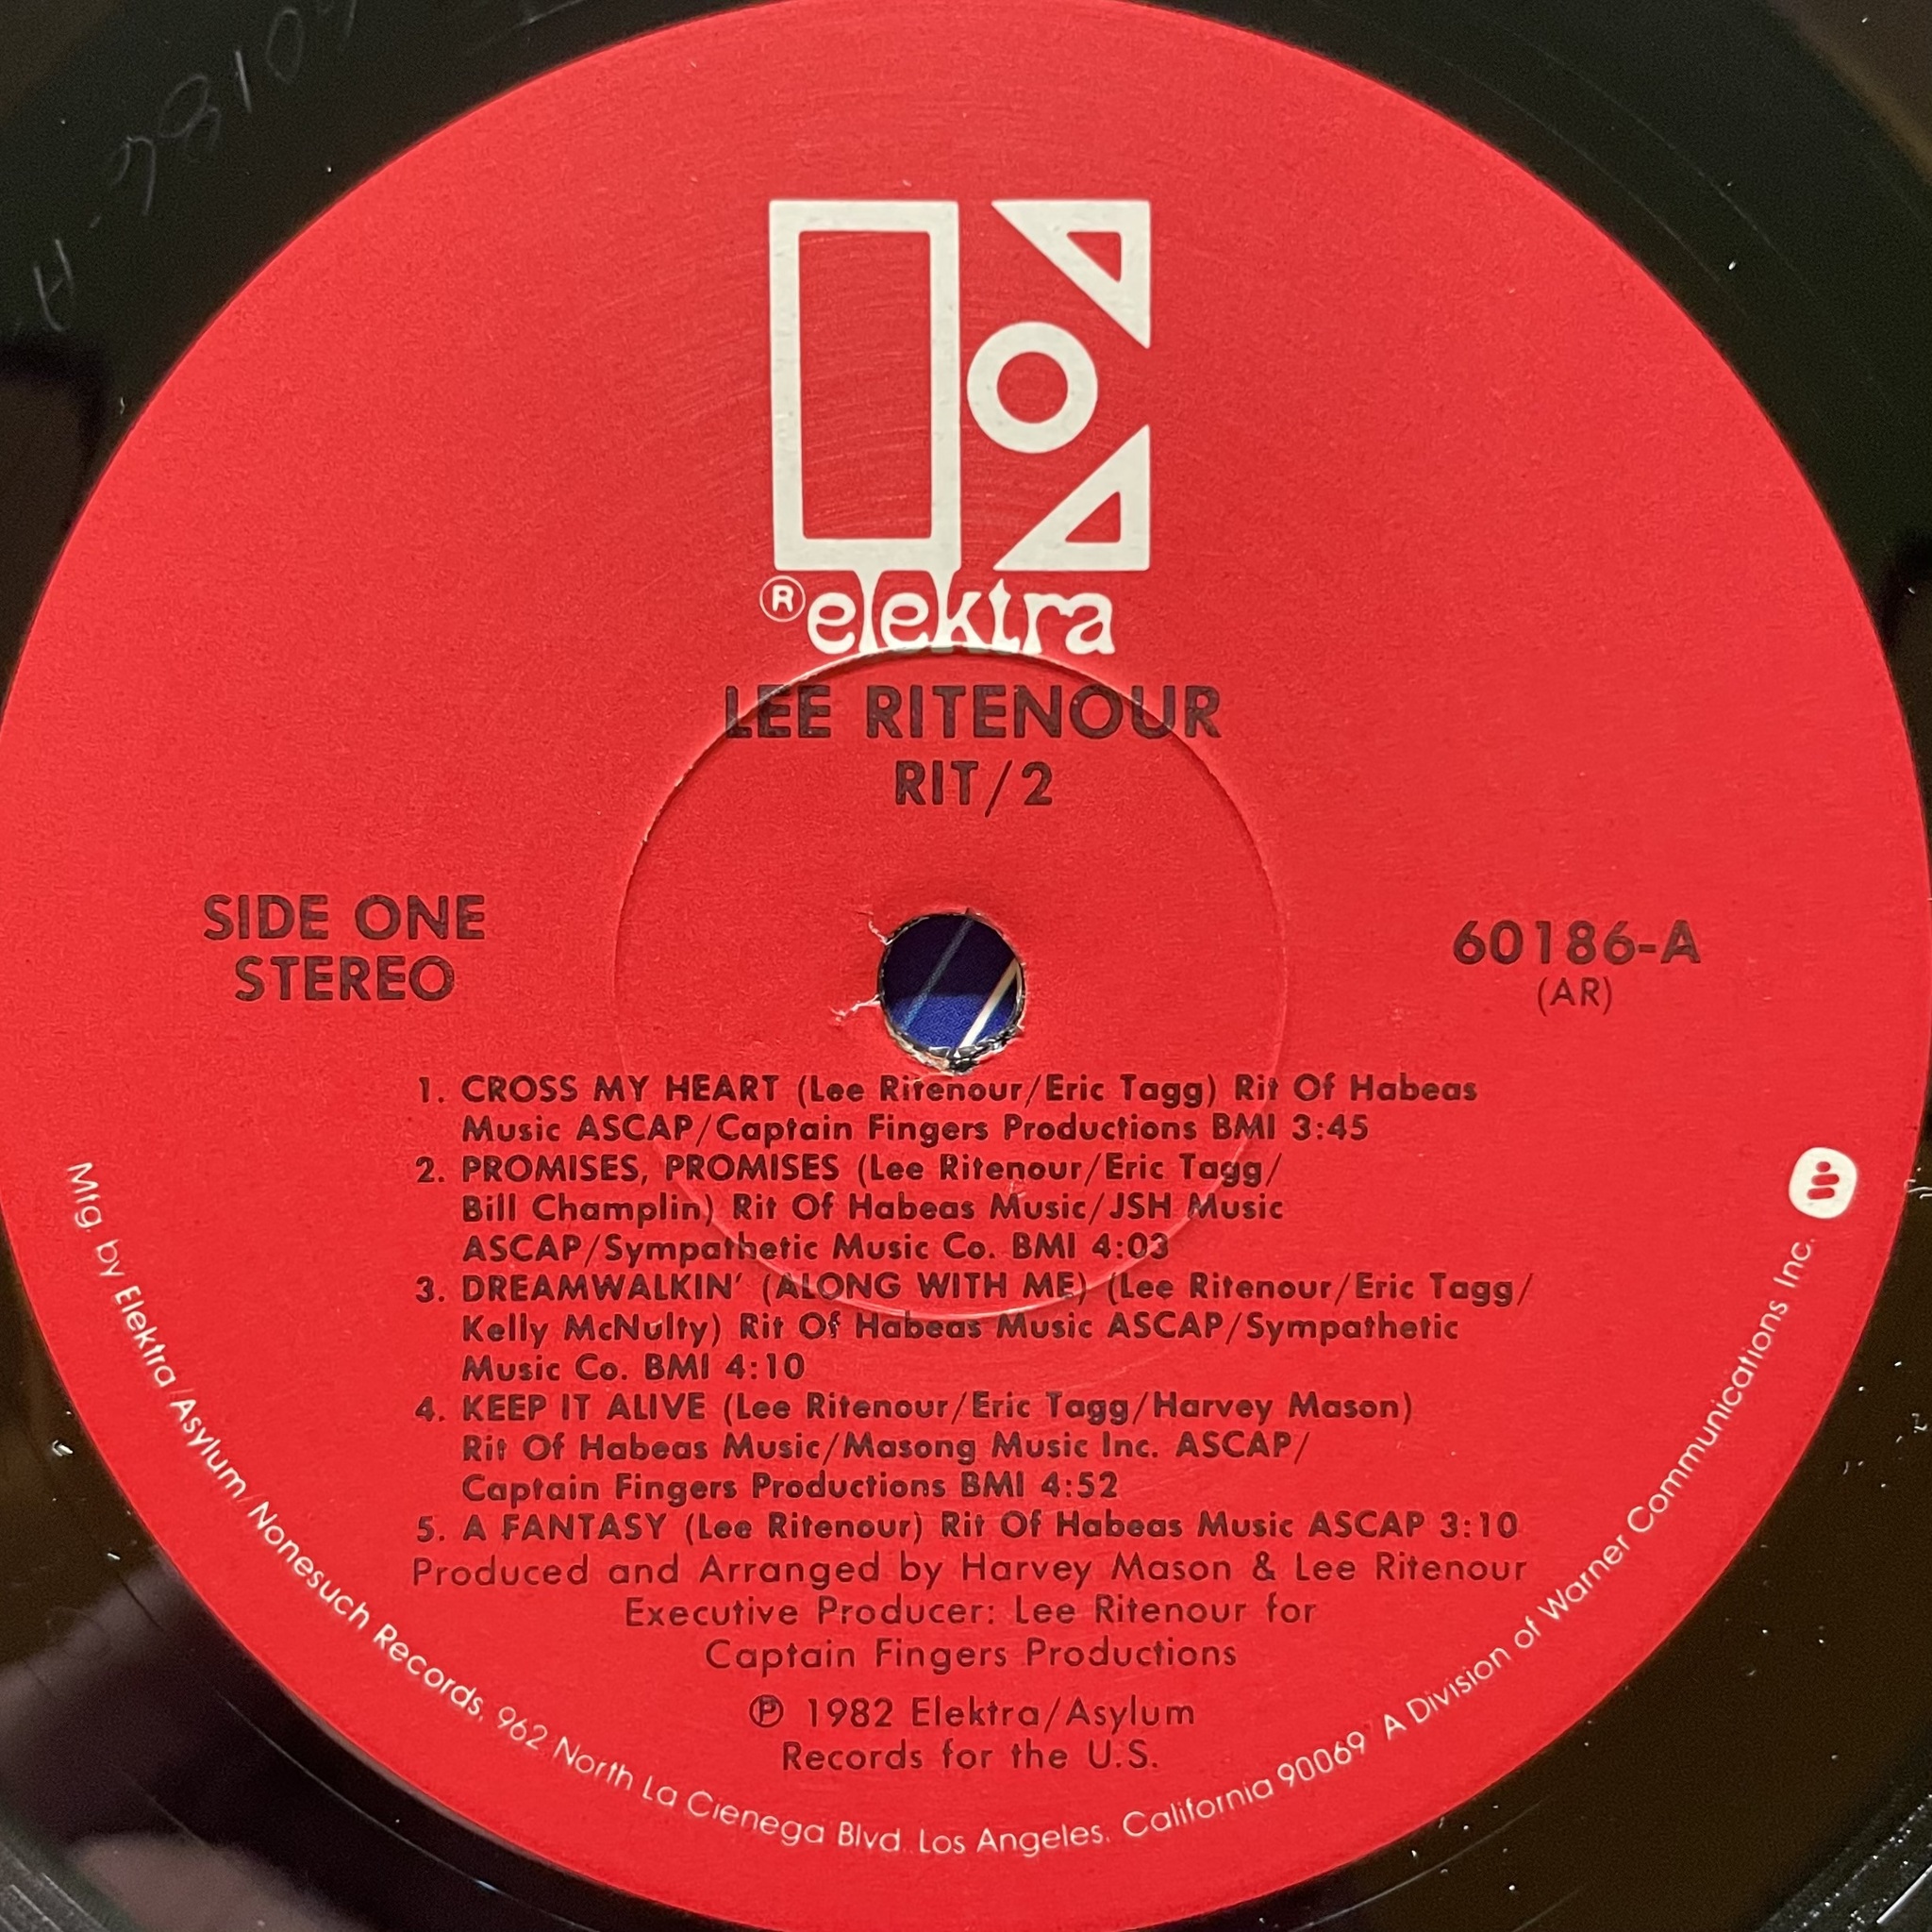 ® elektra
LEE RITENOUR
RIT/2
SIDE ONE
STEREO
60186-A
(AR)
1. CROSS MY HEART (Lee Ritenour/Eric Tagg) Rit Of Habeas
Music ASCAP/Captain Fingers Productions BMI 3:45
2. PROMISES, PROMISES (Lee Ritenour/Eric Tagg/
Bill Champlin) Rit Of Habeas Music/JSH Music
ASCAP/Sympathetic Music Co. BMI 4:03
3. DREAMWALKIN' (ALONG WITH ME) (Lee Ritenour/Eric Tagg/
Kelly McNulty) Rit Of Habeas Music ASCAP/Sympathetic
Music Co. BMI 4:10
4. KEEP IT ALIVE (Lee Ritenour/Eric Tagg/Harvey Mason)
Rit Of Habeas Music/Masong Music Inc. ASCAP/
Captain Fingers Productions BMI 4:52
5. A FANTASY (Lee Ritenour) Rit Of Habeas Music ASCAP 3:10
Produced and Arranged by Harvey Mason & Lee Ritenour
Executive Producer: Lee Ritenour for
Captain Fingers Productions
℗ 1982 Elektra/Asylum
Records for the U.S.
Mfg. by Elektra/Asylum/Nonesuch Records, 962 North La Cienega Blvd. Los Angeles, California 90069 A Division of Warner Communications Inc.